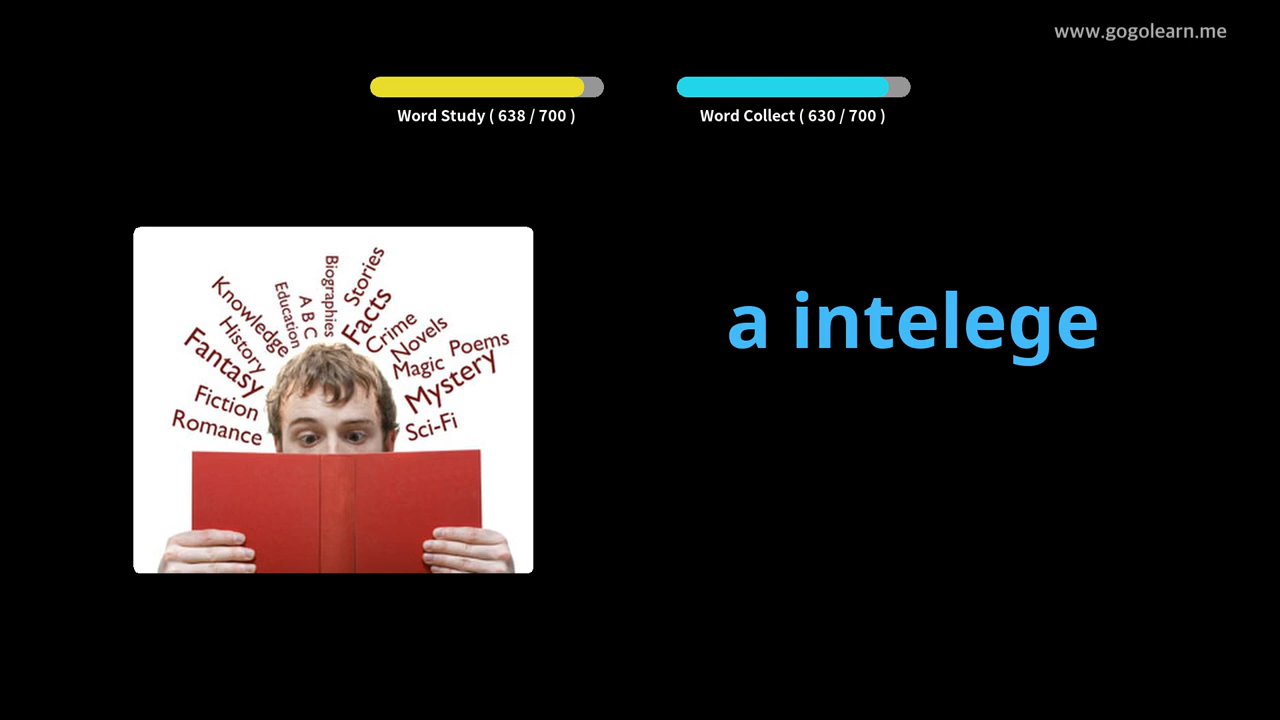 www.gogolearn.me
Word Study ( 638 / 700 )
Word Collect ( 630 / 700 )
a intelege
Knowledge
Education
A B C
Biographies
Stories
Facts
Crime
Novels
Poems
History
Fantasy
Magic
Mystery
Fiction
Romance
Sci-Fi